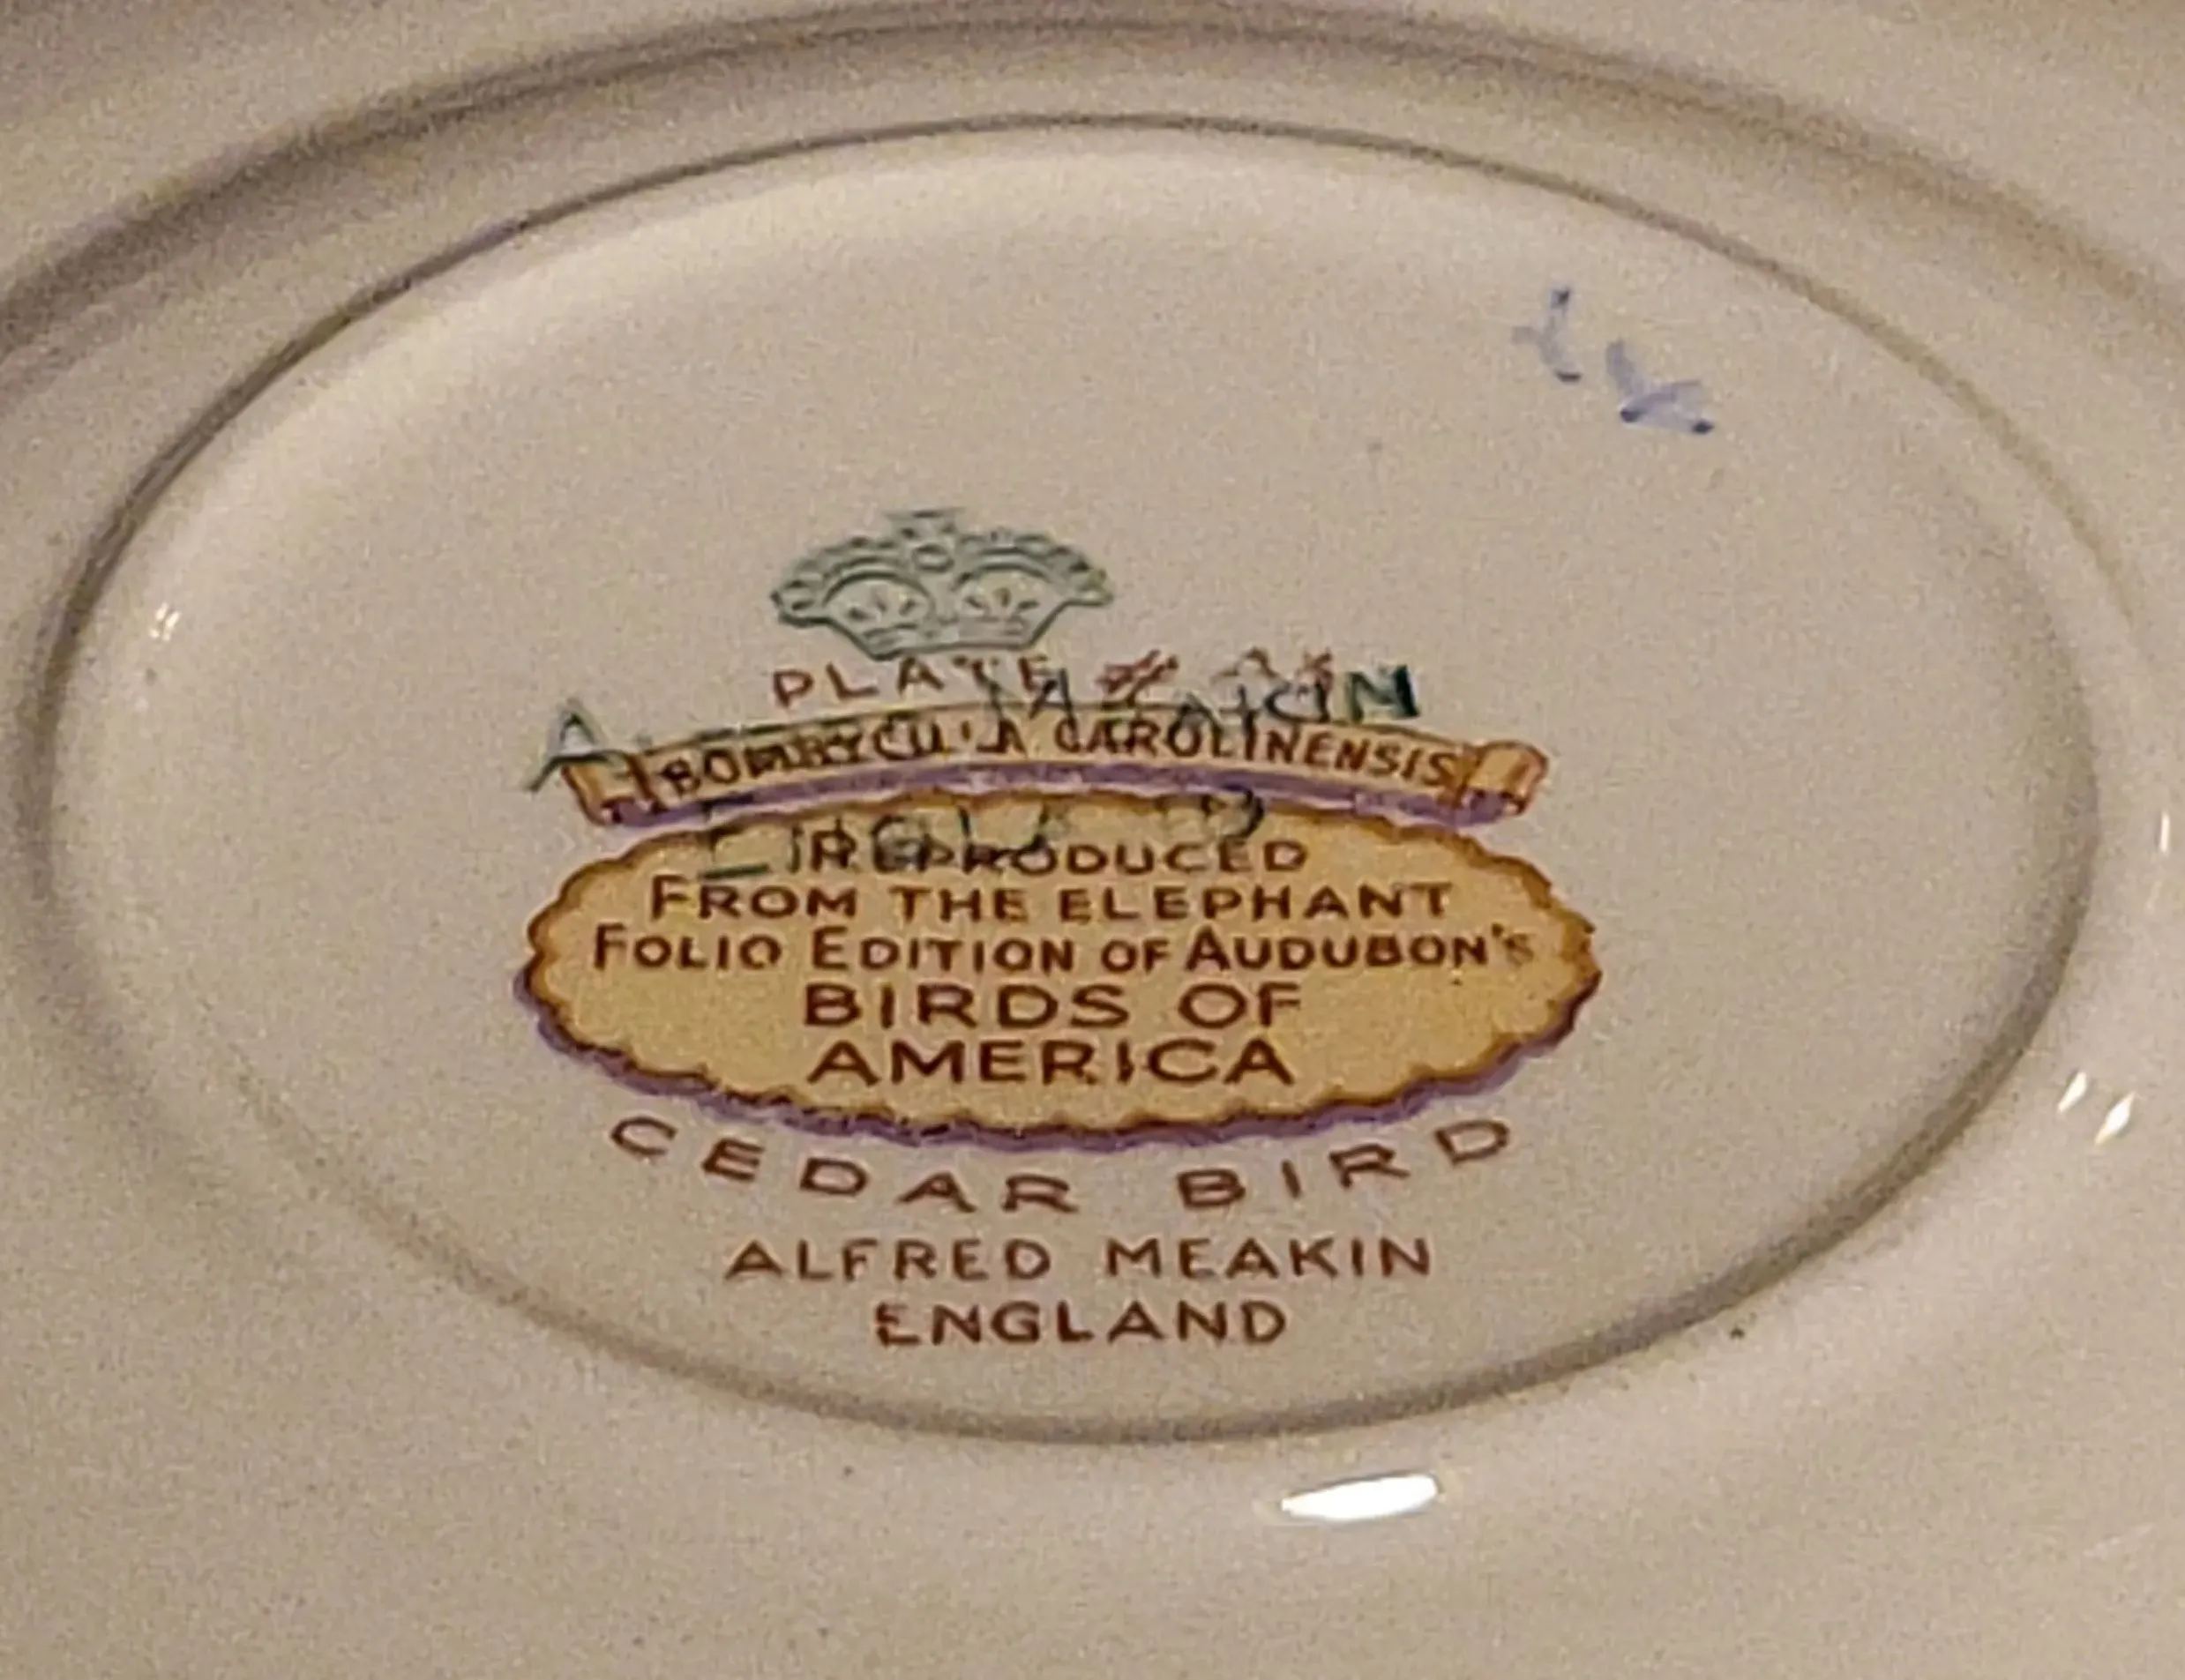 PLATE #
BOMBYCILLA CAROLINENSIS
REPRODUCED
FROM THE ELEPHANT
FOLIO EDITION OF AUDUBON'S
BIRDS OF
AMERICA
CEDAR BIRD
ALFRED MEAKIN
ENGLAND